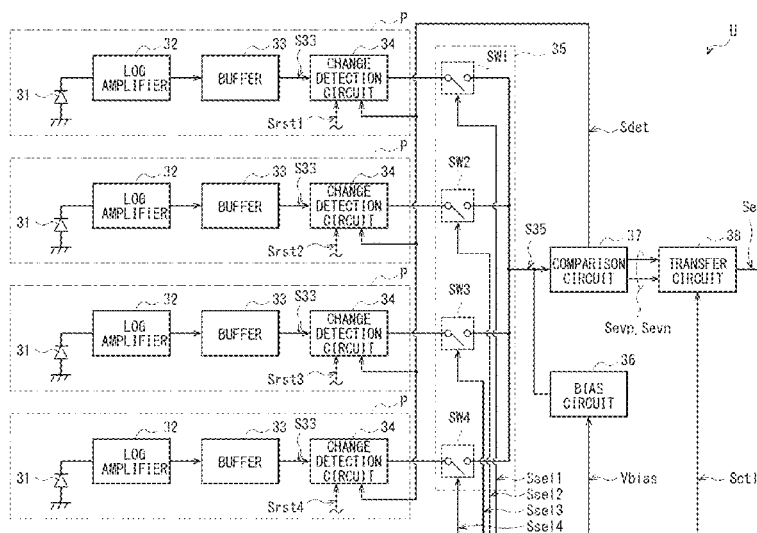 P
U
32
33
S33
34
35
SW1
31
LOG
AMPLIFIER
BUFFER
CHANGE
DETECTION
CIRCUIT
Srst1
Sdet
P
32
33
S33
34
SW2
31
LOG
AMPLIFIER
BUFFER
CHANGE
DETECTION
CIRCUIT
Srst2
S35
37
38
Se
COMPARISON
CIRCUIT
TRANSFER
CIRCUIT
Sevp, Sevn
P
32
33
S33
34
SW3
31
LOG
AMPLIFIER
BUFFER
CHANGE
DETECTION
CIRCUIT
Srst3
36
BIAS
CIRCUIT
P
32
33
S33
34
SW4
31
LOG
AMPLIFIER
BUFFER
CHANGE
DETECTION
CIRCUIT
Srst4
Ssel1
Ssel2
Ssel3
Ssel4
Vbias
Sctl